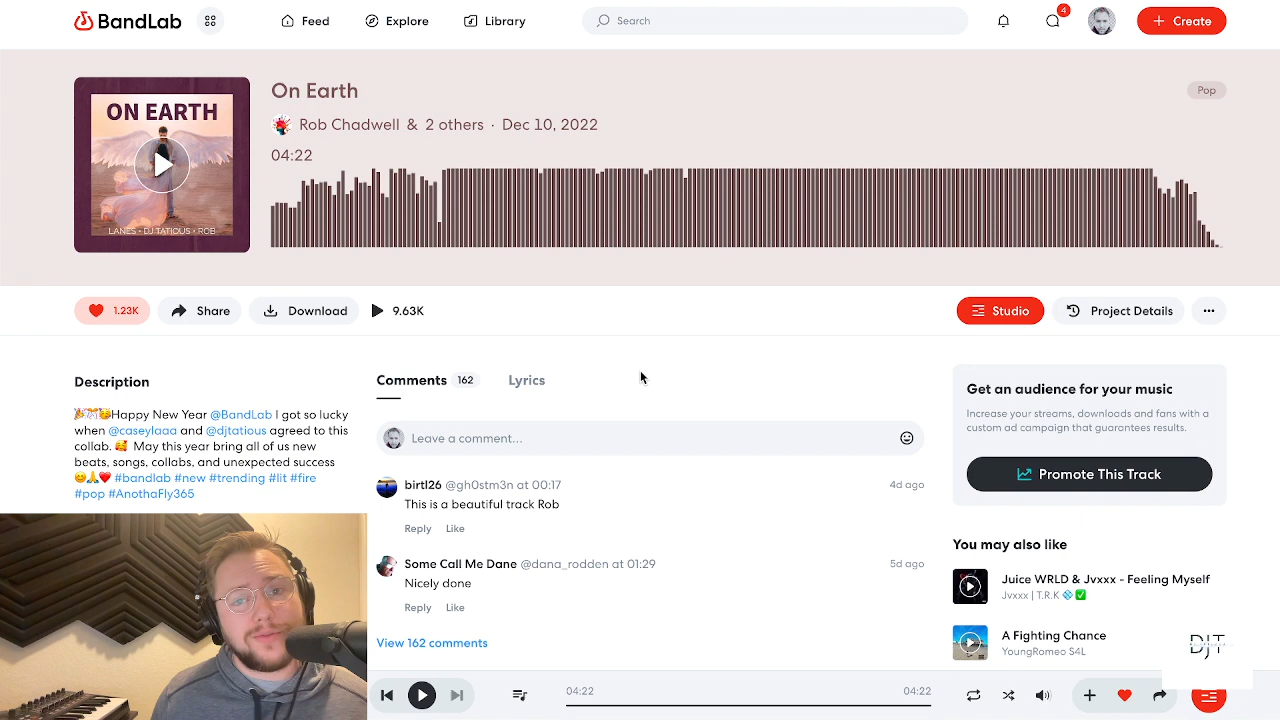 BandLab
Feed
Explore
Library
Search
4
Create
ON EARTH
LANES • DJ TATIOUS • ROB
On Earth
Pop
Rob Chadwell & 2 others · Dec 10, 2022
04:22
1.23K
Share
Download
9.63K
Studio
Project Details
Description
🎉🎊🥳Happy New Year @BandLab I got so lucky
when @caseylaaa and @djtatious agreed to this
collab. 🥰 May this year bring all of us new
beats, songs, collabs, and unexpected success
😊🙏❤️ #bandlab #new #trending #lit #fire
#pop #AnothaFly365
Comments 162
Lyrics
Leave a comment...
birtl26 @gh0stm3n at 00:17
4d ago
This is a beautiful track Rob
Reply Like
Some Call Me Dane @dana_rodden at 01:29
5d ago
Nicely done
Reply Like
View 162 comments
Get an audience for your music
Increase your streams, downloads and fans with a
custom ad campaign that guarantees results.
Promote This Track
You may also like
Juice WRLD & Jvxxx - Feeling Myself
Jvxxx | T.R.K 💠✅
A Fighting Chance
YoungRomeo S4L
DJT
04:22
04:22